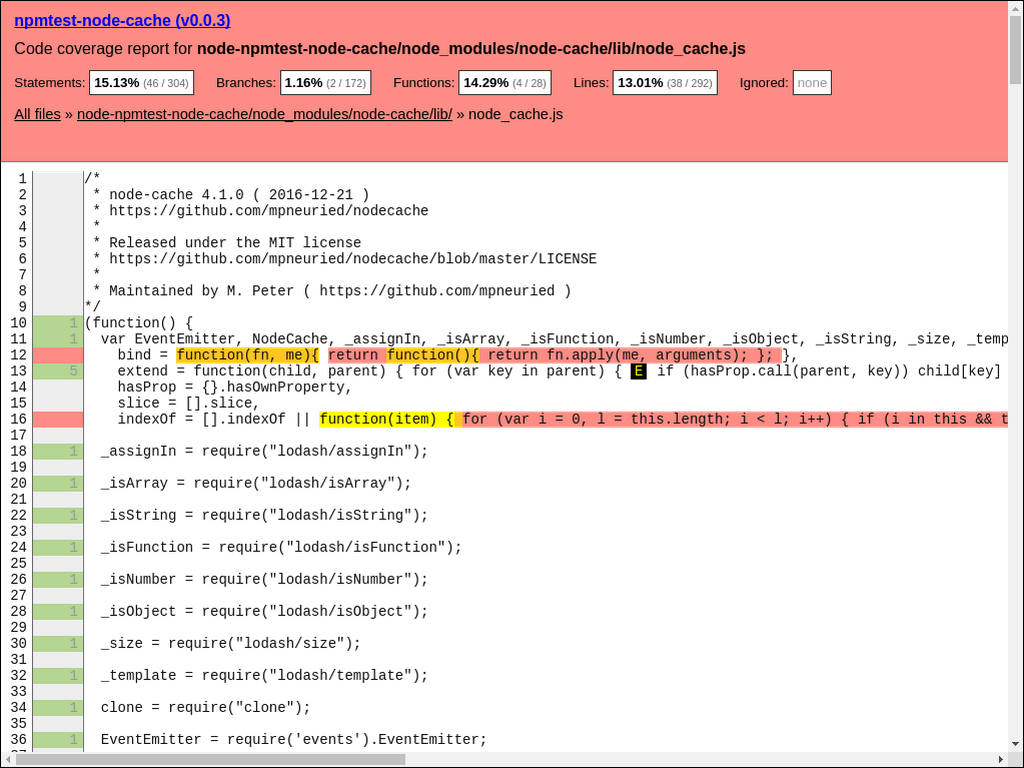 npmtest-node-cache (v0.0.3)
Code coverage report for node-npmtest-node-cache/node_modules/node-cache/lib/node_cache.js
Statements: 15.13% (46 / 304) Branches: 1.16% (2 / 172) Functions: 14.29% (4 / 28) Lines: 13.01% (38 / 292) Ignored: none
All files » node-npmtest-node-cache/node_modules/node-cache/lib/ » node_cache.js
1 /*
2  * node-cache 4.1.0 ( 2016-12-21 )
3  * https://github.com/mpneuried/nodecache
4  *
5  * Released under the MIT license
6  * https://github.com/mpneuried/nodecache/blob/master/LICENSE
7  *
8  * Maintained by M. Peter ( https://github.com/mpneuried )
9 */
10 1 (function() {
11 1   var EventEmitter, NodeCache, _assignIn, _isArray, _isFunction, _isNumber, _isObject, _isString, _size, _temp
12     bind = function(fn, me){ return function(){ return fn.apply(me, arguments); }; },
13 5     extend = function(child, parent) { for (var key in parent) { E if (hasProp.call(parent, key)) child[key]
14     hasProp = {}.hasOwnProperty,
15     slice = [].slice,
16     indexOf = [].indexOf || function(item) { for (var i = 0, l = this.length; i < l; i++) { if (i in this && t
17
18 1   _assignIn = require("lodash/assignIn");
19
20 1   _isArray = require("lodash/isArray");
21
22 1   _isString = require("lodash/isString");
23
24 1   _isFunction = require("lodash/isFunction");
25
26 1   _isNumber = require("lodash/isNumber");
27
28 1   _isObject = require("lodash/isObject");
29
30 1   _size = require("lodash/size");
31
32 1   _template = require("lodash/template");
33
34 1   clone = require("clone");
35
36 1   EventEmitter = require('events').EventEmitter;